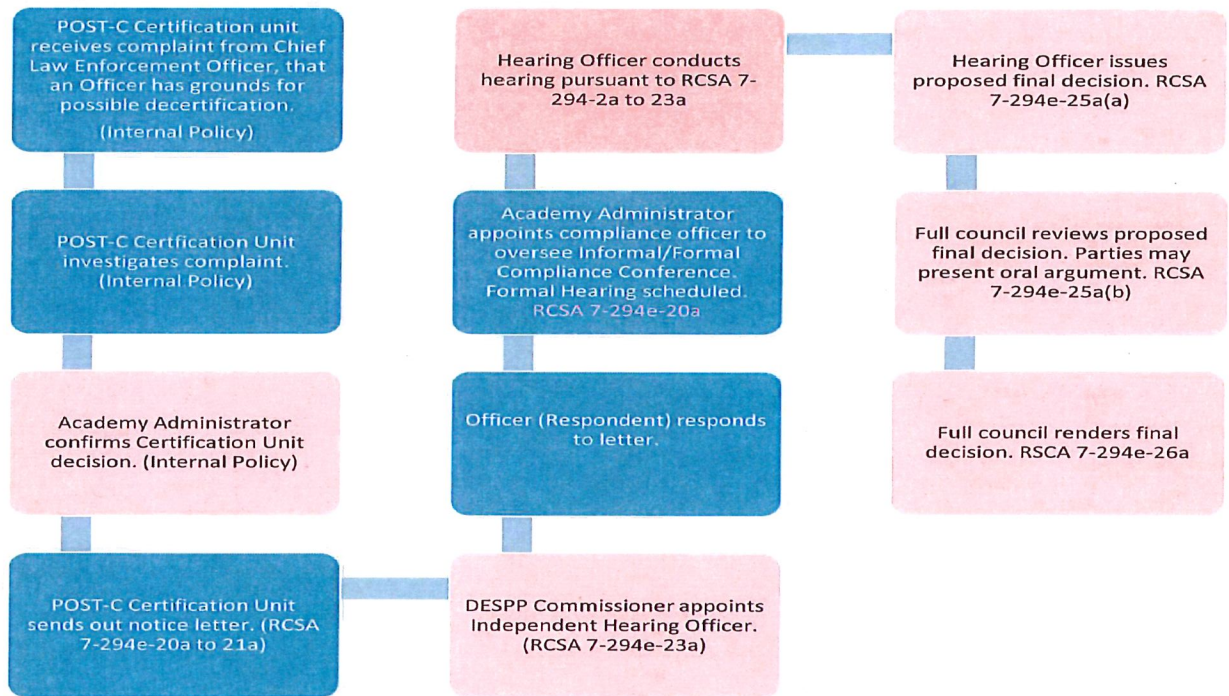 POST-C Certification unit
receives complaint from Chief
Law Enforcement Officer, that
an Officer has grounds for
possible decertification.
(Internal Policy)
POST-C Certfication Unit
investigates complaint.
(Internal Policy)
Academy Administrator
confirms Certification Unit
decision. (Internal Policy)
POST-C Certification Unit
sends out notice letter. (RCSA
7-294e-20a to 21a)
DESPP Commissioner appoints
Independent Hearing Officer.
(RCSA 7-294e-23a)
Officer (Respondent) responds
to letter.
Academy Administrator
appoints compliance officer to
oversee Informal/Formal
Compliance Conference.
Formal Hearing scheduled.
RCSA 7-294e-20a
Hearing Officer conducts
hearing pursuant to RCSA 7-
294-2a to 23a
Hearing Officer issues
proposed final decision. RCSA
7-294e-25a(a)
Full council reviews proposed
final decision. Parties may
present oral argument. RCSA
7-294e-25a(b)
Full council renders final
decision. RSCA 7-294e-26a